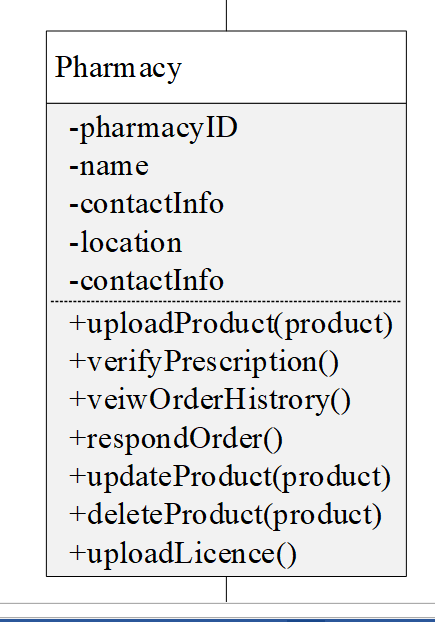 Pharmacy
-pharmacyID
-name
-contactInfo
-location
-contactInfo
+uploadProduct(product)
+verifyPrescription()
+veiwOrderHistrory()
+respondOrder()
+updateProduct(product)
+deleteProduct(product)
+uploadLicence()